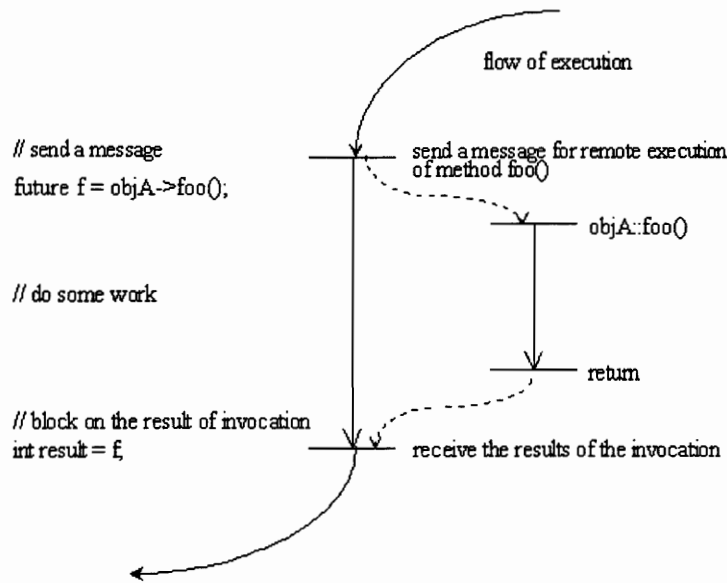 flow of execution
// send a message
send a message for remote execution
of method foo()
future f = objA->foo();
objA::foo()
// do some work
return
// block on the result of invocation
int result = f;
receive the results of the invocation